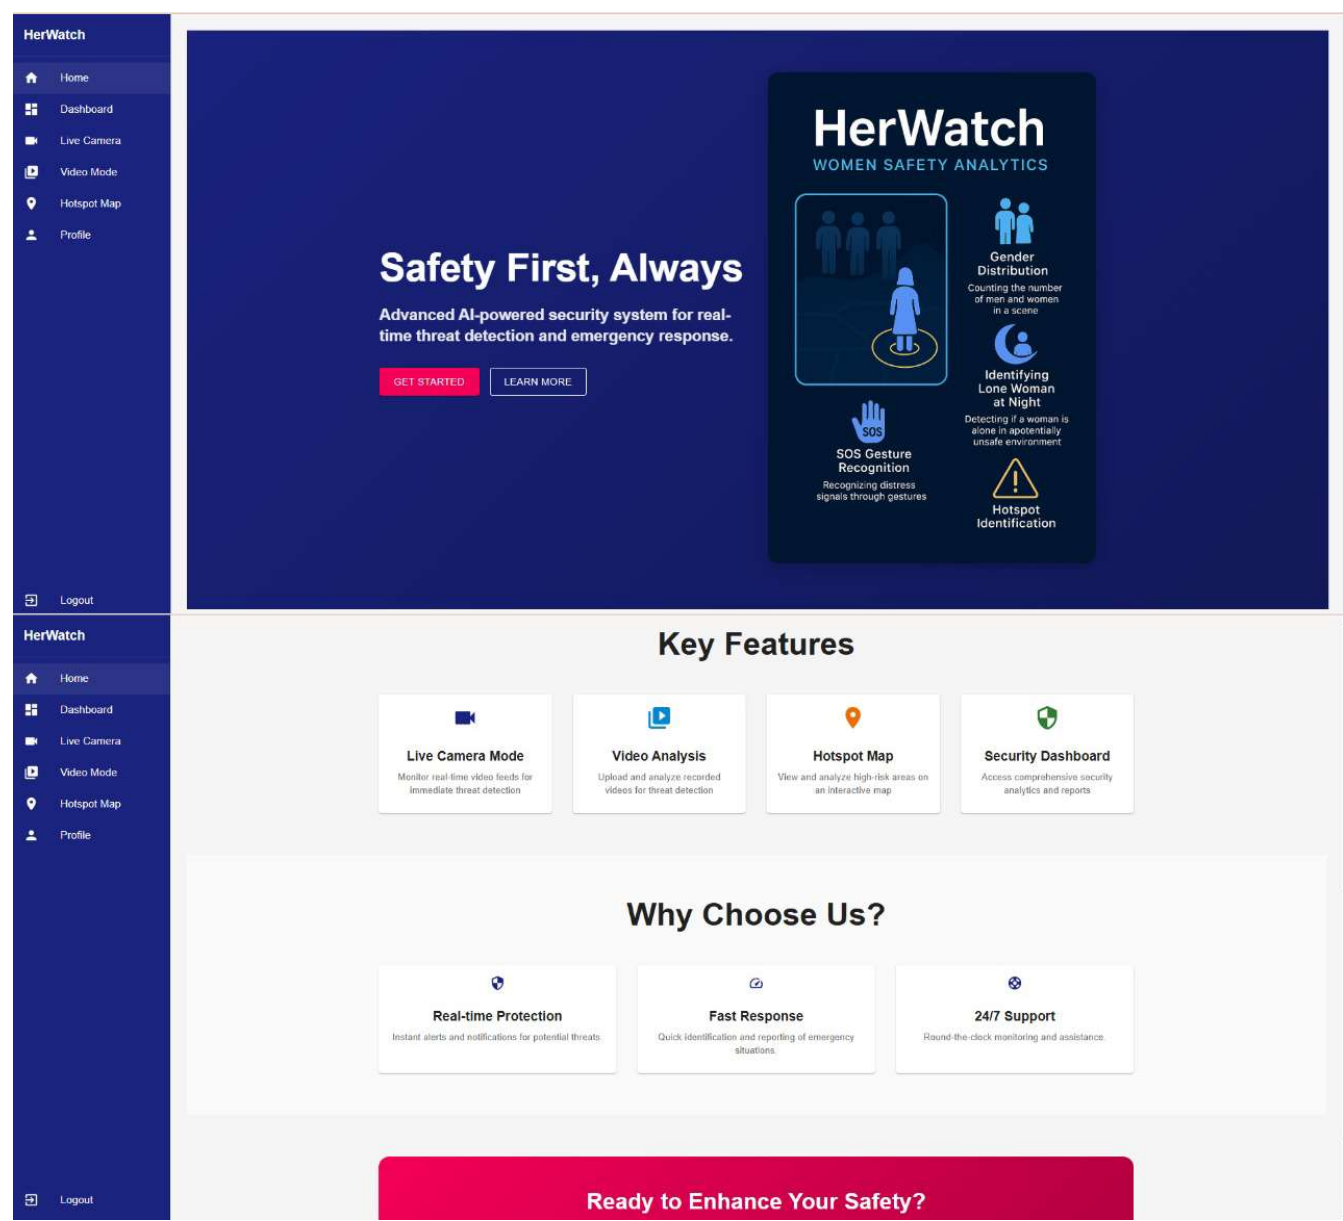 HerWatch
Home
Dashboard
Live Camera
Video Mode
Hotspot Map
Profile
Logout
Safety First, Always
Advanced AI-powered security system for real-
time threat detection and emergency response.
GET STARTED
LEARN MORE
HerWatch
WOMEN SAFETY ANALYTICS
Gender
Distribution
Counting the number
of men and women
in a scene
Identifying
Lone Woman
at Night
Detecting if a woman is
alone in apotentially
unsafe environment
SOS
SOS Gesture
Recognition
Recognizing distress
signals through gestures
Hotspot
Identification
HerWatch
Home
Dashboard
Live Camera
Video Mode
Hotspot Map
Profile
Logout
Key Features
Live Camera Mode
Monitor real-time video feeds for
immediate threat detection
Video Analysis
Upload and analyze recorded
videos for threat detection
Hotspot Map
View and analyze high-risk areas on
an interactive map
Security Dashboard
Access comprehensive security
analytics and reports
Why Choose Us?
Real-time Protection
Instant alerts and notifications for potential threats.
Fast Response
Quick identification and reporting of emergency
situations.
24/7 Support
Round-the-clock monitoring and assistance.
Ready to Enhance Your Safety?